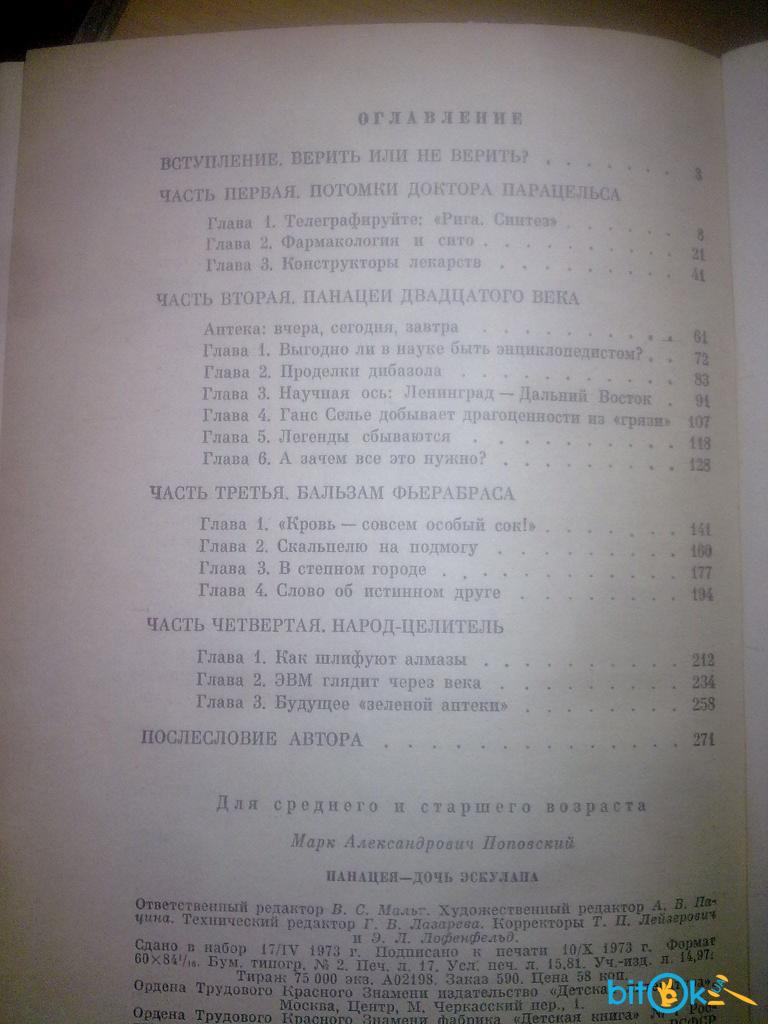 ОГЛАВЛЕНИЕ
ВСТУПЛЕНИЕ. ВЕРИТЬ ИЛИ НЕ ВЕРИТЬ? . . . . . . . 3
ЧАСТЬ ПЕРВАЯ. ПОТОМКИ ДОКТОРА ПАРАЦЕЛЬСА
Глава 1. Телеграфируйте: «Рига. Синтез» . . . . . . 8
Глава 2. Фармакология и сито . . . . . . . . . 21
Глава 3. Конструкторы лекарств . . . . . . . . 41
ЧАСТЬ ВТОРАЯ. ПАНАЦЕИ ДВАДЦАТОГО ВЕКА
Аптека: вчера, сегодня, завтра . . . . . . . . . 61
Глава 1. Выгодно ли в науке быть энциклопедистом? . . 72
Глава 2. Проделки дибазола . . . . . . . . . . 83
Глава 3. Научная ось: Ленинград — Дальний Восток . 91
Глава 4. Ганс Селье добывает драгоценности из «грязи» 107
Глава 5. Легенды сбываются . . . . . . . . . . 118
Глава 6. А зачем все это нужно? . . . . . . . . . 128
ЧАСТЬ ТРЕТЬЯ. БАЛЬЗАМ ФЬЕРАБРАСА
Глава 1. «Кровь — совсем особый сок!» . . . . . . . 141
Глава 2. Скальпелю на подмогу . . . . . . . . . 160
Глава 3. В степном городе . . . . . . . . . . . 177
Глава 4. Слово об истинном друге . . . . . . . . 194
ЧАСТЬ ЧЕТВЕРТАЯ. НАРОД-ЦЕЛИТЕЛЬ
Глава 1. Как шлифуют алмазы . . . . . . . . . . 212
Глава 2. ЭВМ глядит через века . . . . . . . . . 234
Глава 3. Будущее «зеленой аптеки» . . . . . . . . 258
ПОСЛЕСЛОВИЕ АВТОРА . . . . . . . . . . . . . 271
Для среднего и старшего возраста
Марк Александрович Поповский
ПАНАЦЕЯ—ДОЧЬ ЭСКУЛАПА
Ответственный редактор В. С. Мальт. Художественный редактор А. Б. Па-
цина. Технический редактор Г. В. Лазарева. Корректоры Т. П. Лейзерович
и Э. Л. Лофенфельд.
Сдано в набор 17/IV 1973 г. Подписано к печати 10/X 1973 г. Формат
60×84¹/₁₆. Бум. типогр. № 2. Печ. л. 17. Усл. печ. л. 15,81. Уч.-изд. л. 14,97.
Тираж 75 000 экз. А02198. Заказ 590. Цена 58 коп.
Ордена Трудового Красного Знамени издательство «Детская
Москва, Центр, М. Черкасский пер., 1.
Ордена Трудового Красного Знамени фабрика «Детская книга» № 1
РСФСР
bitOk